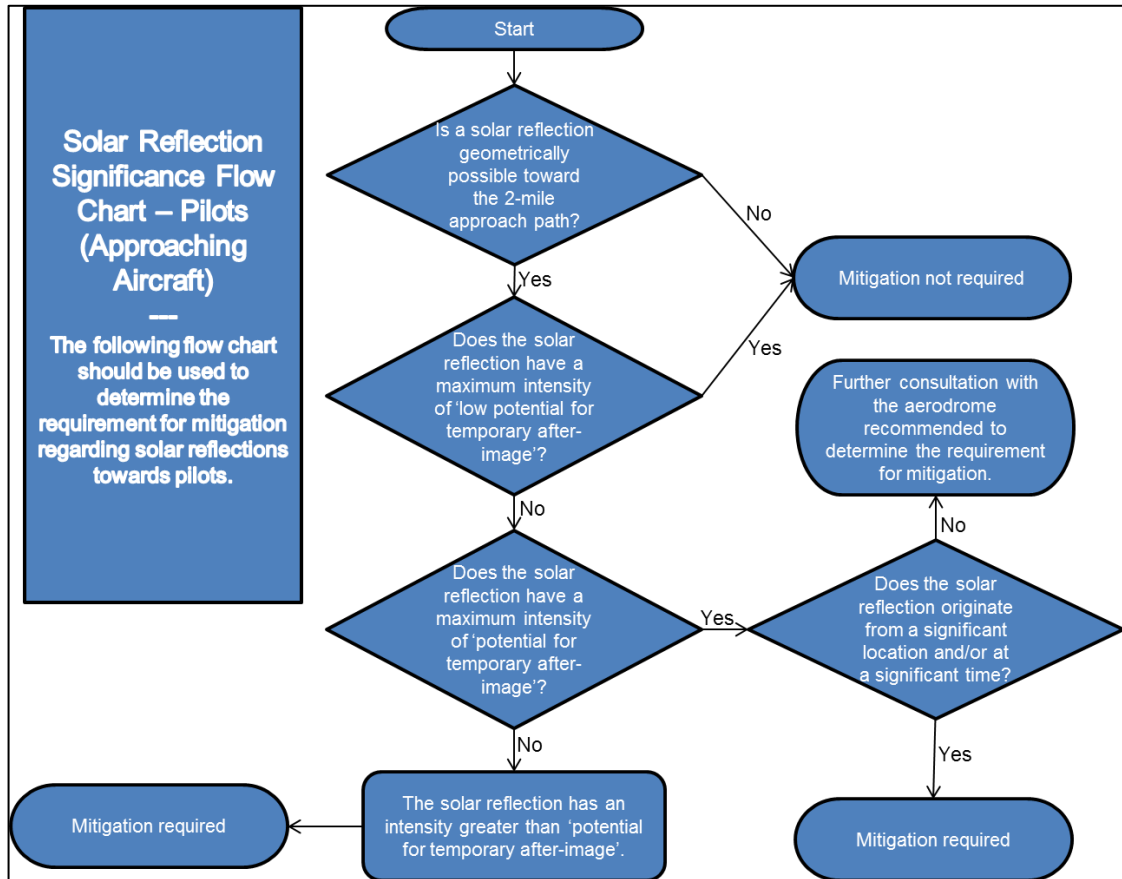 Solar Reflection
Significance Flow
Chart – Pilots
(Approaching
Aircraft)
---
The following flow chart
should be used to
determine the
requirement for mitigation
regarding solar reflections
towards pilots.
Start
Is a solar reflection
geometrically
possible toward
the 2-mile
approach path?
No
Yes
Mitigation not required
Does the solar
reflection have a
maximum intensity
of ‘low potential for
temporary after-
image’?
Yes
No
Further consultation with
the aerodrome
recommended to
determine the requirement
for mitigation.
No
Does the solar
reflection have a
maximum intensity
of ‘potential for
temporary after-
image’?
Yes
Does the solar
reflection originate
from a significant
location and/or at
a significant time?
No
Yes
Mitigation required
The solar reflection has an
intensity greater than ‘potential
for temporary after-image’.
Mitigation required